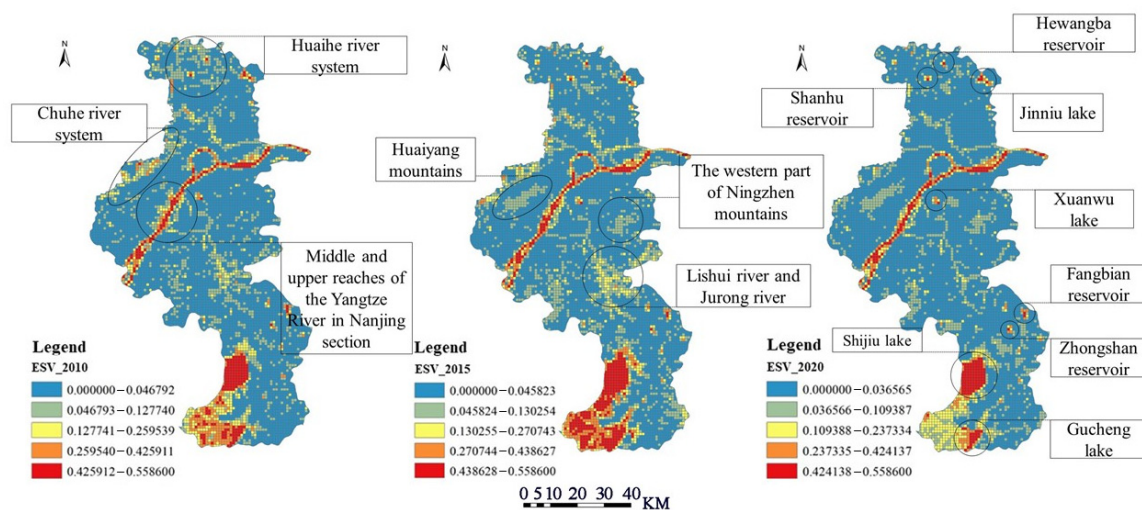 N
Huaihe river
system
Chuhe river
system
Middle and
upper reaches of
the Yangtze
River in Nanjing
section
Legend
ESV_2010
0.000000－0.046792
0.046793－0.127740
0.127741－0.259539
0.259540－0.425911
0.425912－0.558600
N
Huaiyang
mountains
The western part
of Ningzhen
mountains
Lishui river and
Jurong river
Legend
ESV_2015
0.000000－0.045823
0.045824－0.130254
0.130255－0.270743
0.270744－0.438627
0.438628－0.558600
N
Hewangba
reservoir
Shanhu
reservoir
Jinniu lake
Xuanwu
lake
Fangbian
reservoir
Shijiu lake
Zhongshan
reservoir
Gucheng
lake
Legend
ESV_2020
0.000000－0.036565
0.036566－0.109387
0.109388－0.237334
0.237335－0.424137
0.424138－0.558600
0 5 10 20 30 40
KM